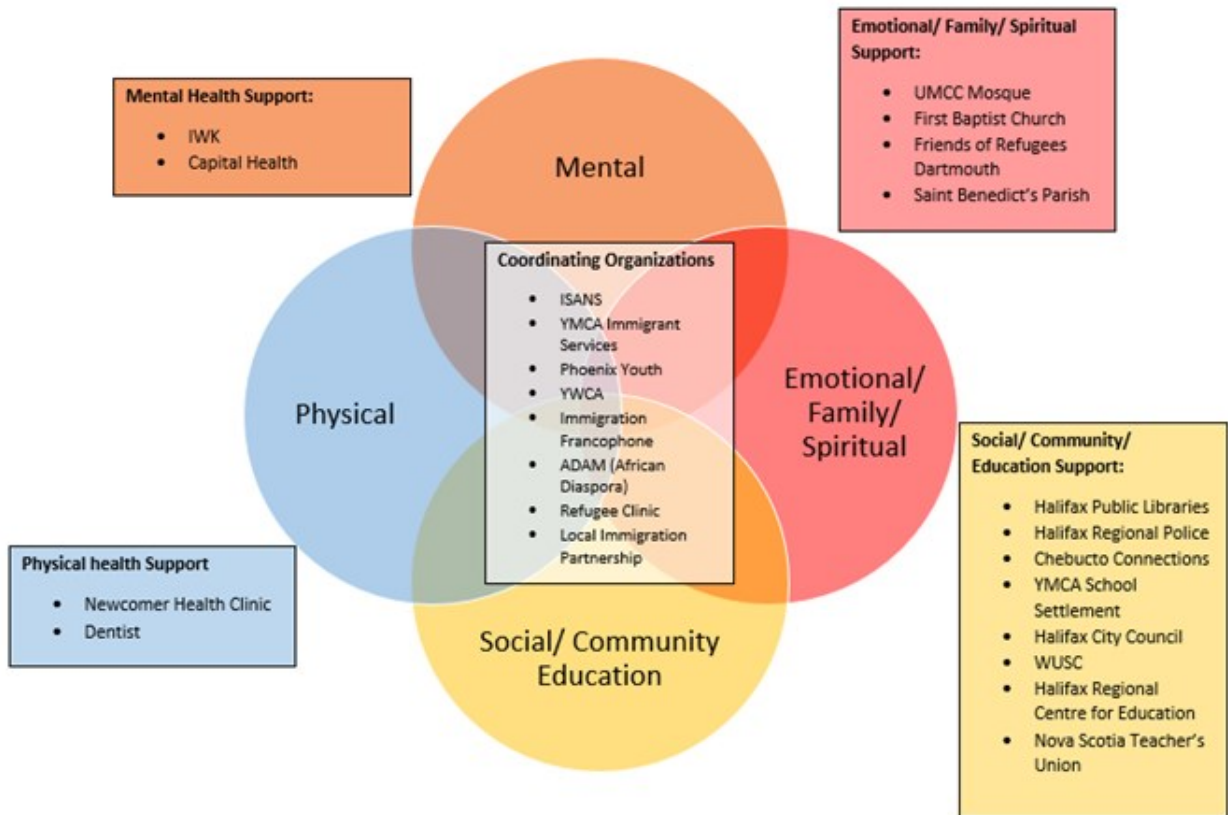 Mental Health Support:
• IWK
• Capital Health
Emotional/ Family/ Spiritual
Support:
• UMCC Mosque
• First Baptist Church
• Friends of Refugees
Dartmouth
• Saint Benedict's Parish
Mental
Coordinating Organizations
• ISANS
• YMCA Immigrant
Services
• Phoenix Youth
• YWCA
• Immigration
Francophone
• ADAM (African
Diaspora)
• Refugee Clinic
• Local Immigration
Partnership
Physical
Emotional/
Family/
Spiritual
Social/ Community/
Education Support:
• Halifax Public Libraries
• Halifax Regional Police
• Chebucto Connections
• YMCA School
Settlement
• Halifax City Council
• WUSC
• Halifax Regional
Centre for Education
• Nova Scotia Teacher's
Union
Physical health Support
• Newcomer Health Clinic
• Dentist
Social/ Community
Education